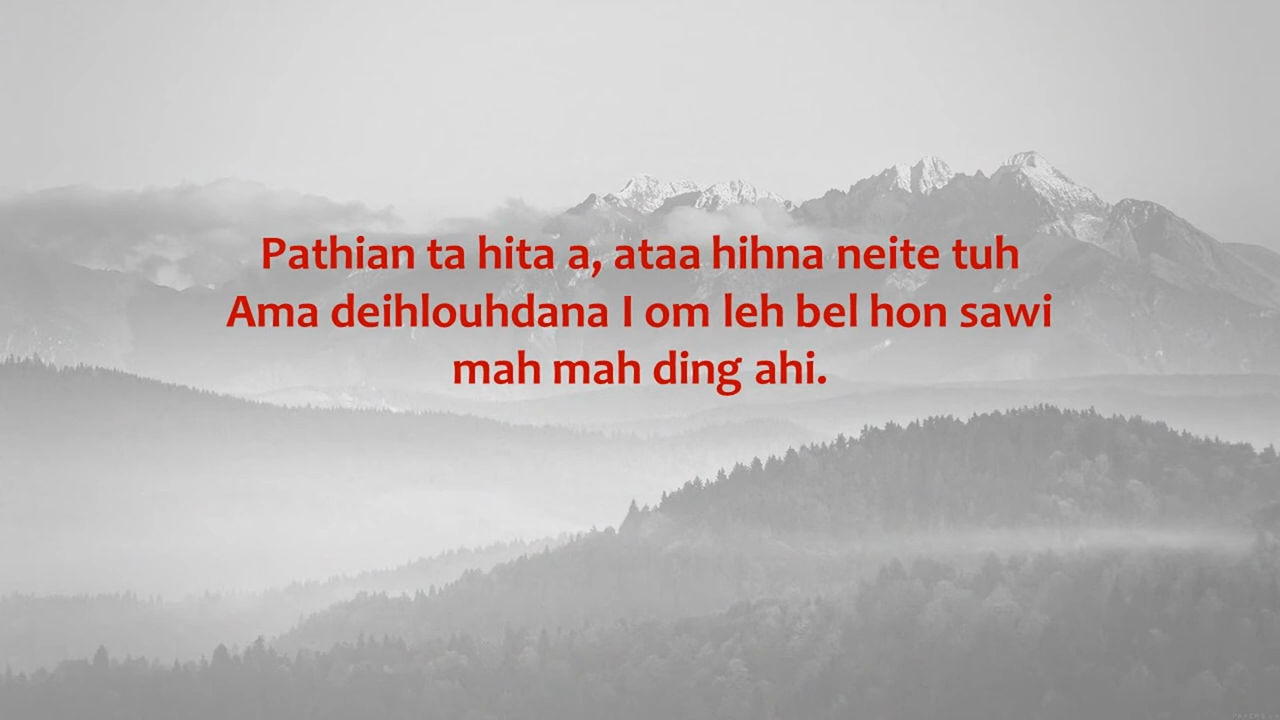 Pathian ta hita a, ataa hihna neite tuh
Ama deihlouhdana I om leh bel hon sawi
mah mah ding ahi.